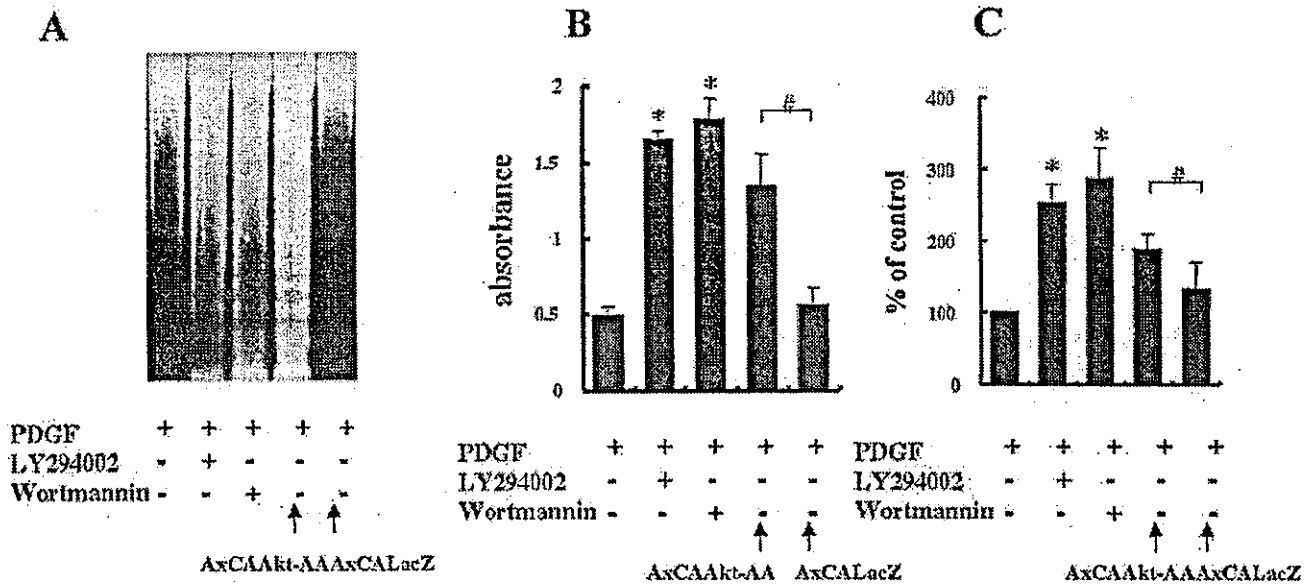 A
B
C
absorbance
2
1.5
1
0.5
0
*
*
#
% of control
400
300
200
100
0
*
*
#
PDGF + + + + +
LY294002 - + - - -
Wortmannin - - + - -
AxCAAkt-AAAxCALacZ
PDGF + + + + +
LY294002 - + - - -
Wortmannin - - + - -
AxCAAkt-AA AxCALacZ
PDGF + + + + +
LY294002 - + - - -
Wortmannin - - + - -
AxCAAkt-AAAxCALacZ